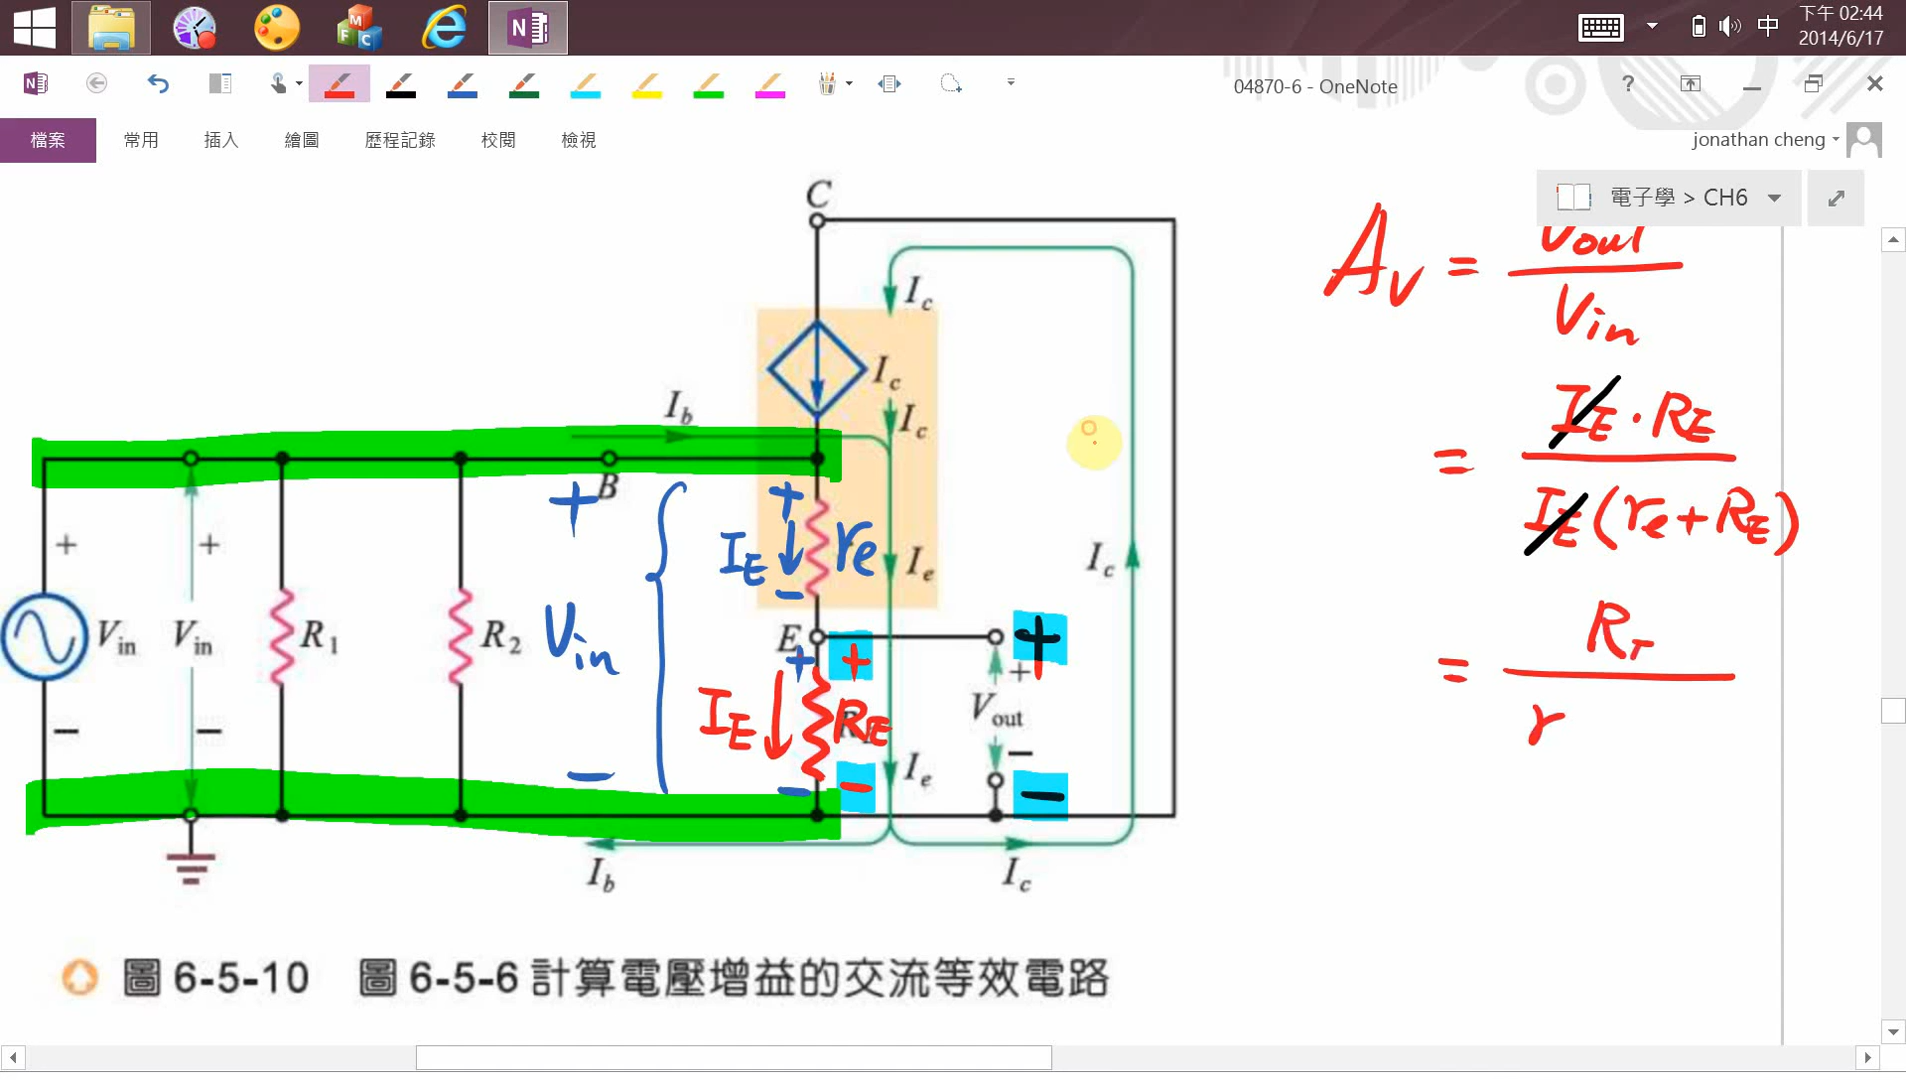 下午 02:44
中
2014/6/17
04870-6 - OneNote
檔案 常用 插入 繪圖 歷程記錄 校閱 檢視
jonathan cheng
電子學 > CH6
C
Ic
Ic
Ic
Ib
B
+ + + +
IE re
Ie
Ic
Vin Vin R1 R2 Vin
E
+ + +
+
IE RE
Vout
− − − −
− −
Ie
Ib
Ic
Av = Vout / Vin
= IE · RE / IE (re + RE)
= R / r
圖 6-5-10 圖 6-5-6 計算電壓增益的交流等效電路